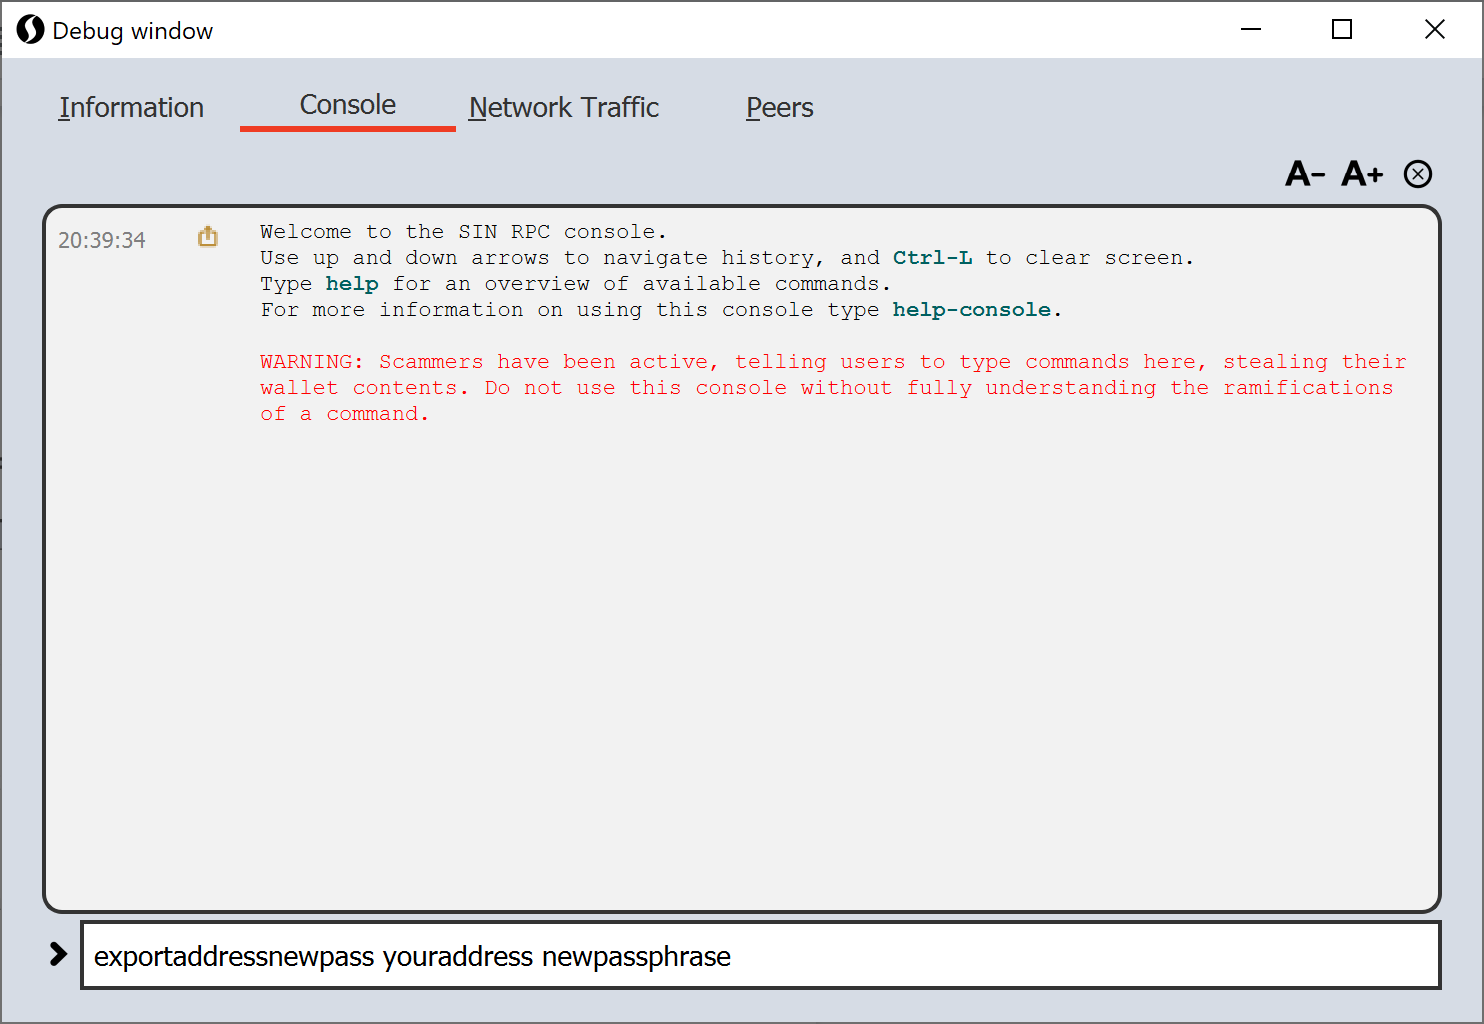 Debug window
Information Console Network Traffic Peers
A- A+
20:39:34
Welcome to the SIN RPC console.
Use up and down arrows to navigate history, and Ctrl-L to clear screen.
Type help for an overview of available commands.
For more information on using this console type help-console.
WARNING: Scammers have been active, telling users to type commands here, stealing their
wallet contents. Do not use this console without fully understanding the ramifications
of a command.
exportaddressnewpass youraddress newpassphrase